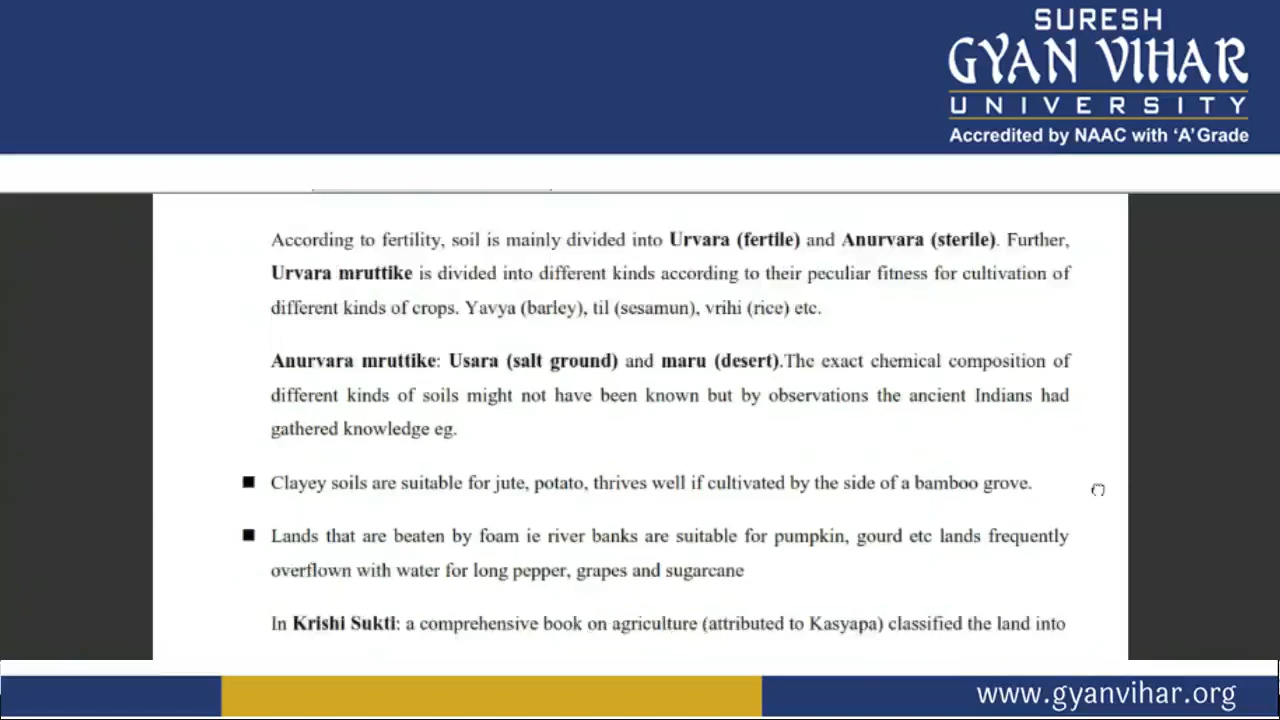 SURESH
GYAN VIHAR
UNIVERSITY
Accredited by NAAC with ‘A’ Grade
According to fertility, soil is mainly divided into Urvara (fertile) and Anurvara (sterile). Further,
Urvara mruttike is divided into different kinds according to their peculiar fitness for cultivation of
different kinds of crops. Yavya (barley), til (sesamun), vrihi (rice) etc.
Anurvara mruttike: Usara (salt ground) and maru (desert).The exact chemical composition of
different kinds of soils might not have been known but by observations the ancient Indians had
gathered knowledge eg.
■ Clayey soils are suitable for jute, potato, thrives well if cultivated by the side of a bamboo grove.
■ Lands that are beaten by foam ie river banks are suitable for pumpkin, gourd etc lands frequently
overflown with water for long pepper, grapes and sugarcane
In Krishi Sukti: a comprehensive book on agriculture (attributed to Kasyapa) classified the land into
www.gyanvihar.org